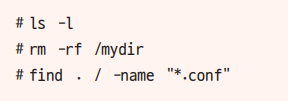 # ls -l
# rm -rf /mydir
# find . / -name "*.conf"